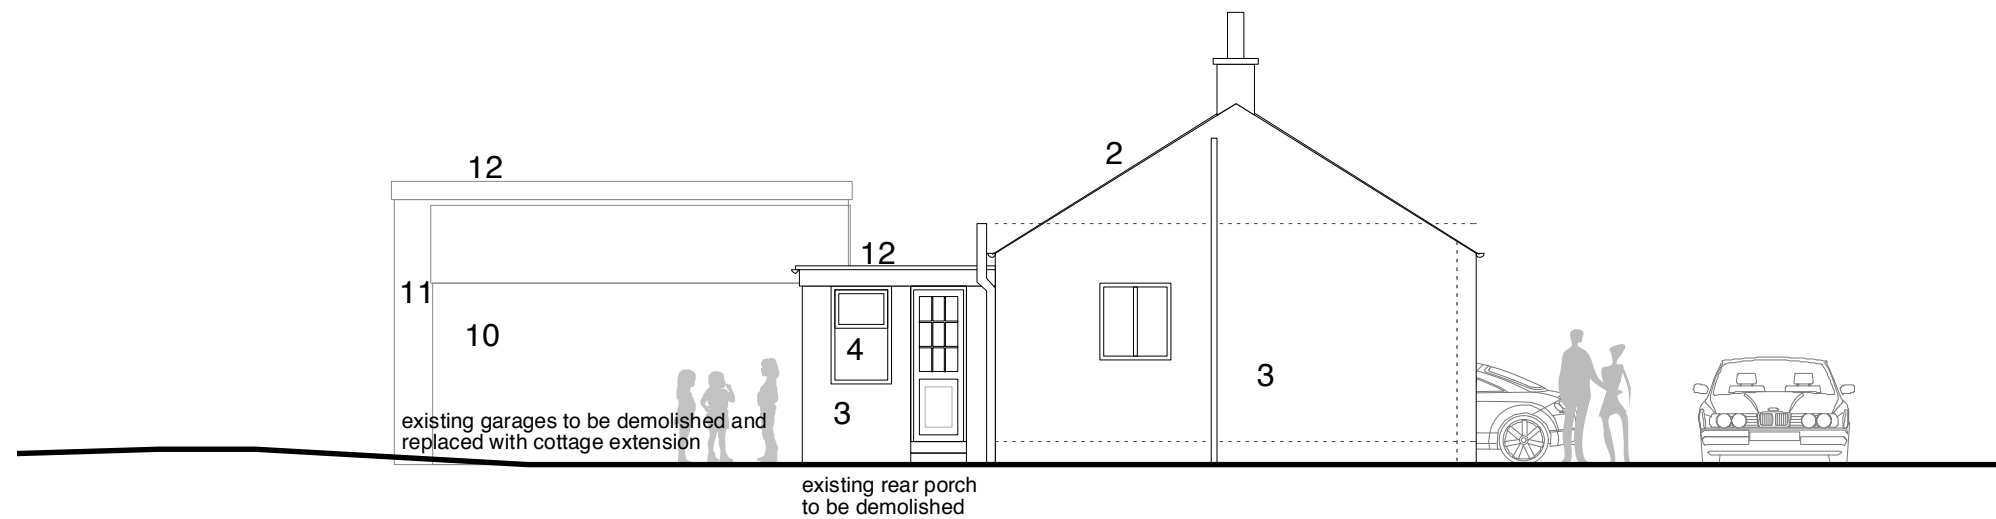 2
12
12
11
10
4
3
3
existing garages to be demolished and
replaced with cottage extension
existing rear porch
to be demolished